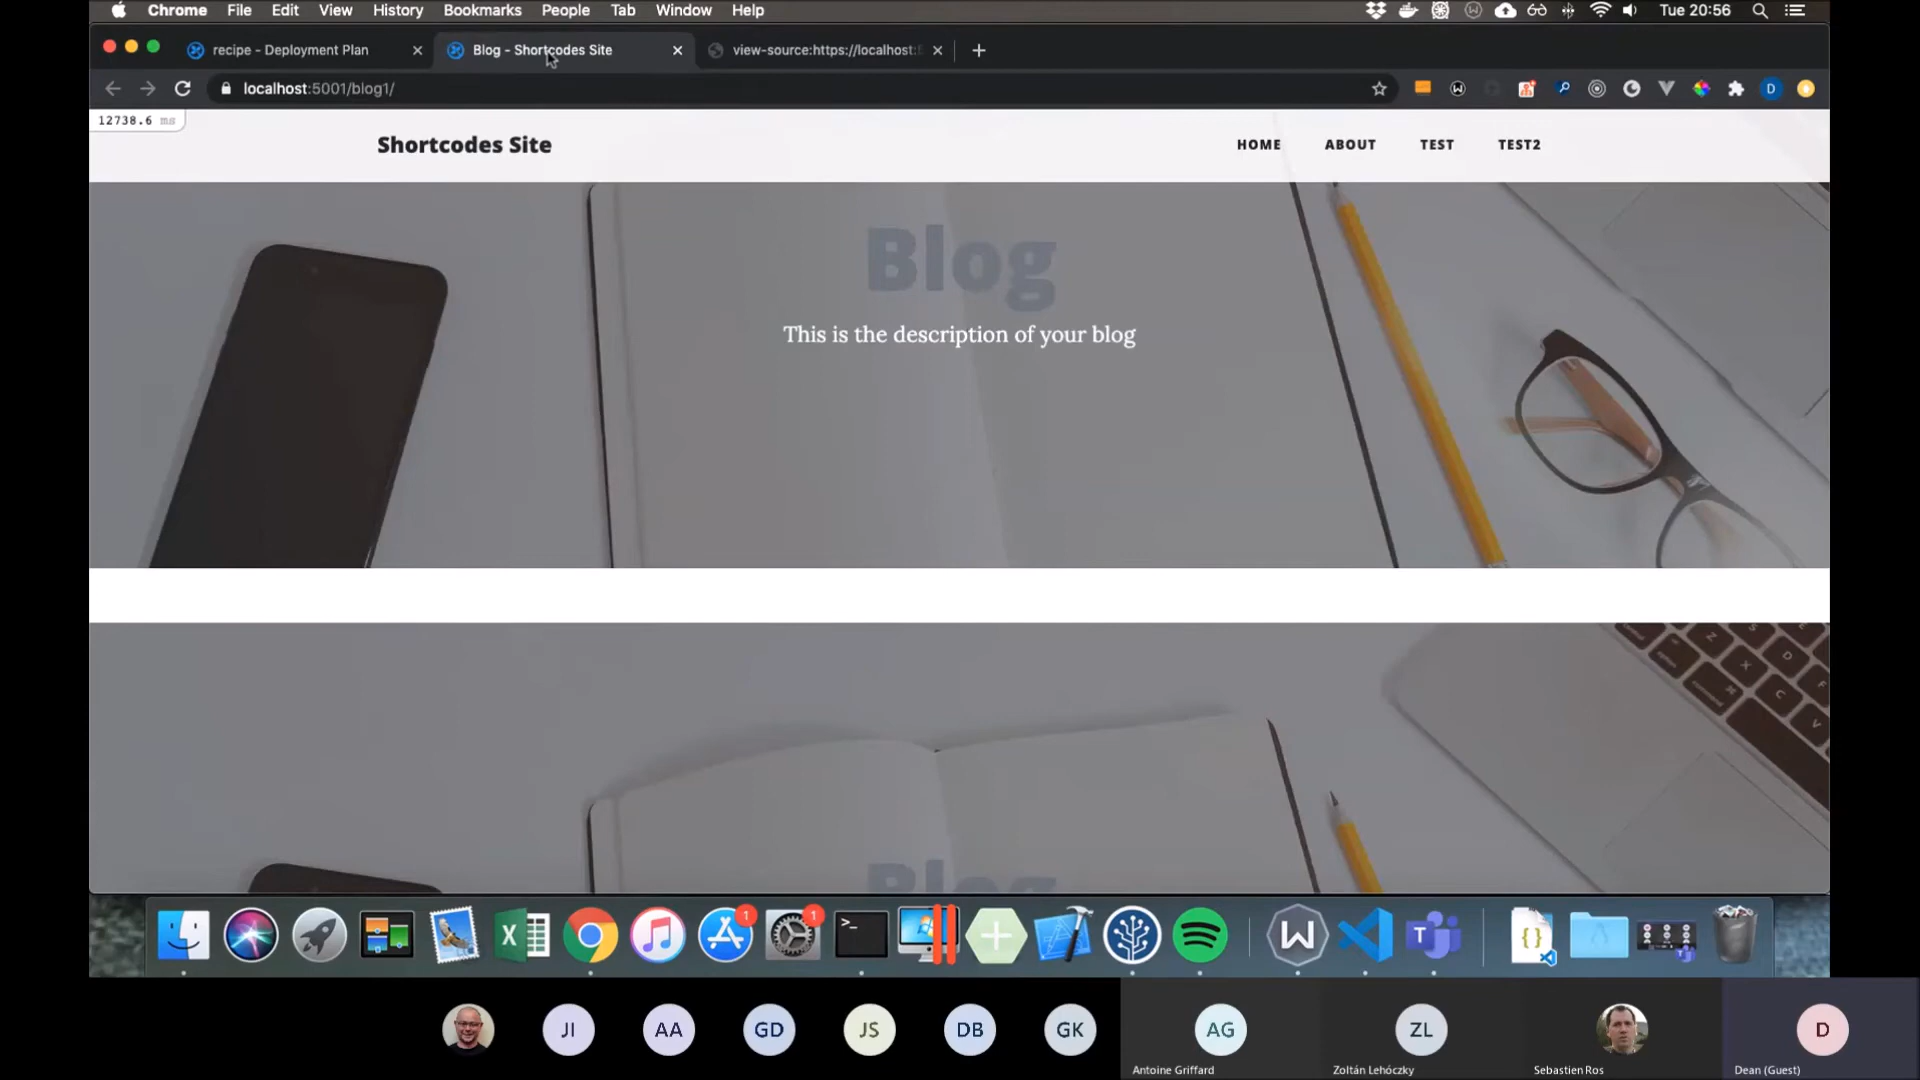 Chrome File Edit View History Bookmarks People Tab Window Help Tue 20:56
recipe - Deployment Plan
Blog - Shortcodes Site
view-source:https://localhost:
localhost:5001/blog1/
12738.6 ms
Shortcodes Site
HOME ABOUT TEST TEST2
Blog
This is the description of your blog
Blog
1 1
JI AA GD JS DB GK AG ZL D
Antoine Griffard Zoltán Lehóczky Sebastien Ros Dean (Guest)